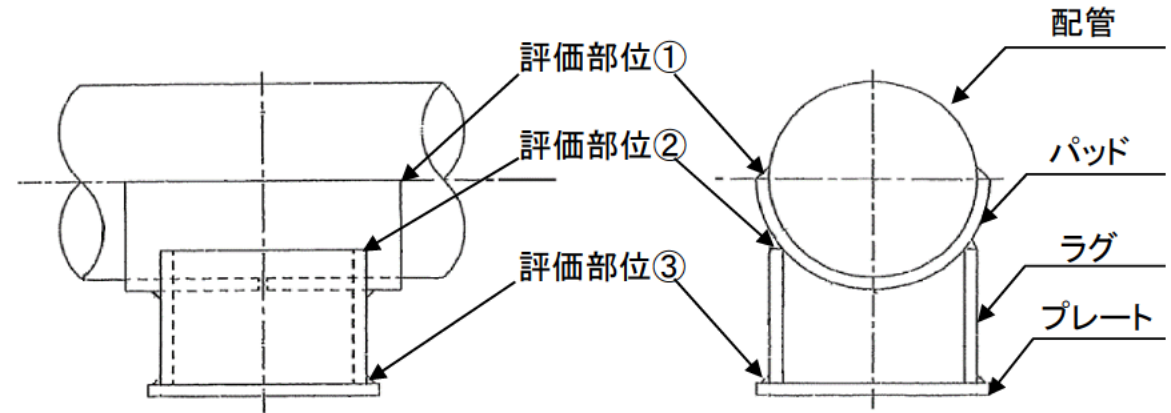 配管
評価部位①
評価部位②
パッド
評価部位③
ラグ
プレート